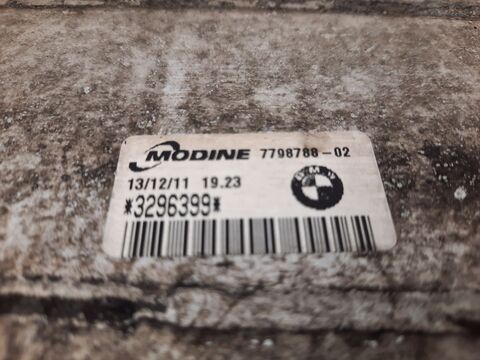 MODINE 7798788-02
13/12/11 19.23
BMW
*3296399*